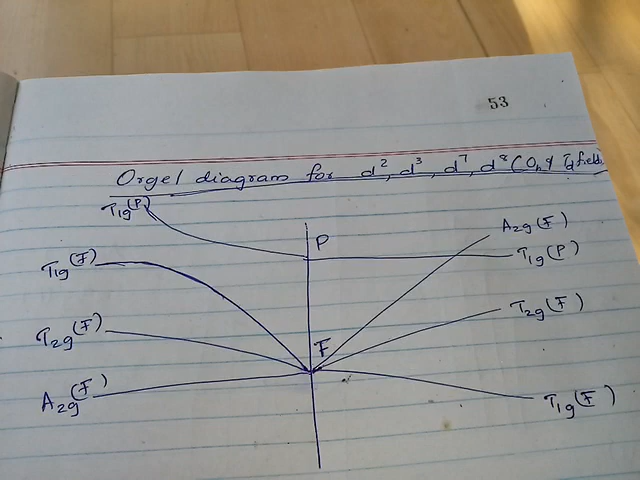 53
Orgel diagram for d², d³, d⁷, d⁸ (Oh & Td field)
T1g(P)
P
A2g(F)
T1g(F)
T1g(P)
T2g(F)
F
T2g(F)
A2g(F)
T1g(F)